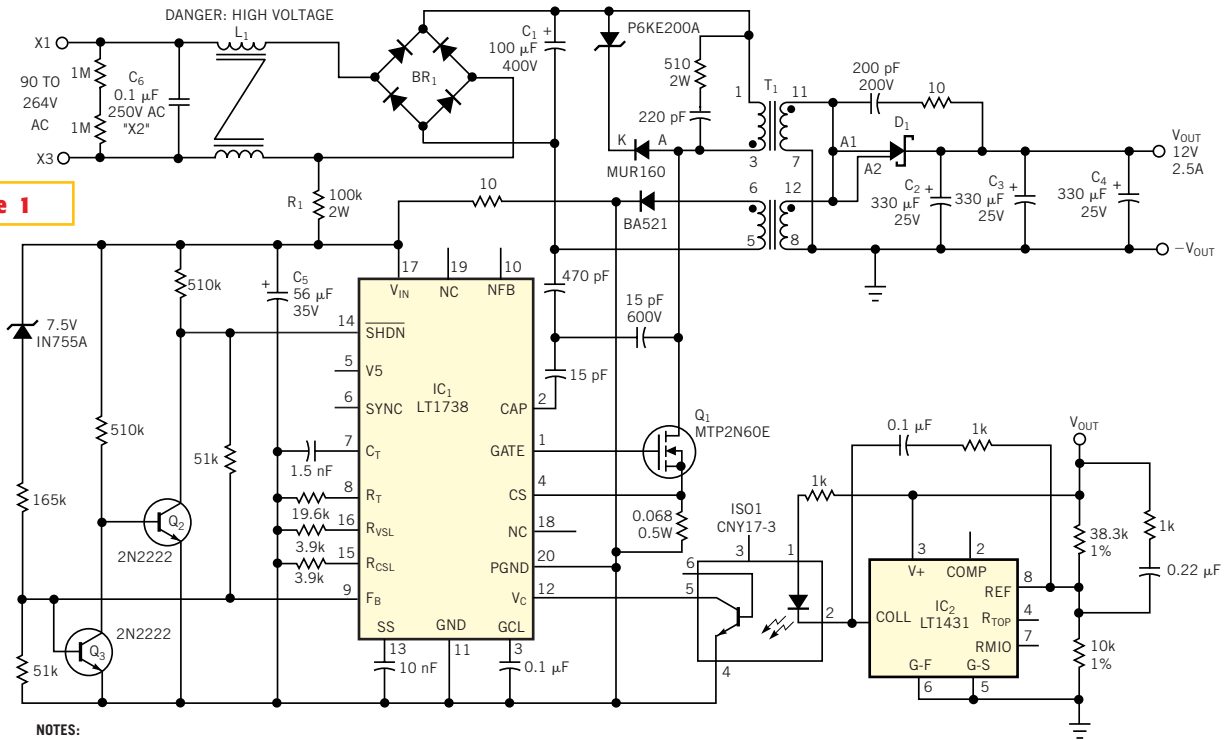 DANGER: HIGH VOLTAGE
L1
X1
90 TO
264V
AC
1M
1M
C6
0.1 µF
250V AC
"X2"
X3
BR1
C1 +
100 µF
400V
P6KE200A
510
2W
220 pF
K A
MUR160
T1
1
3
11
7
6
5
12
8
200 pF
200V
10
D1
A1
A2
VOUT
12V
2.5A
C2 +
330 µF
25V
C3 +
330 µF
25V
C4 +
330 µF
25V
−VOUT
e 1
R1
100k
2W
10
BA521
7.5V
IN755A
510k
510k
51k
165k
51k
Q2
2N2222
2N2222
Q3
+ C5
56 µF
35V
1.5 nF
19.6k
3.9k
3.9k
17
VIN
19
NC
10
NFB
14
SHDN
5
V5
6
SYNC
7
CT
8
RT
16
RVSL
15
RCSL
9
FB
IC1
LT1738
CAP
2
GATE
1
CS
4
NC
18
PGND
20
VC
12
SS
13
GND
11
GCL
3
10 nF
0.1 µF
470 pF
15 pF
600V
15 pF
Q1
MTP2N60E
0.068
0.5W
ISO1
CNY17-3
3
1
6
5
2
4
1k
0.1 µF
1k
VOUT
38.3k
1%
1k
0.22 µF
10k
1%
3
V+
2
COMP
8
REF
COLL
IC2
LT1431
4
RTOP
7
RMIO
G-F
6
G-S
5
NOTES: